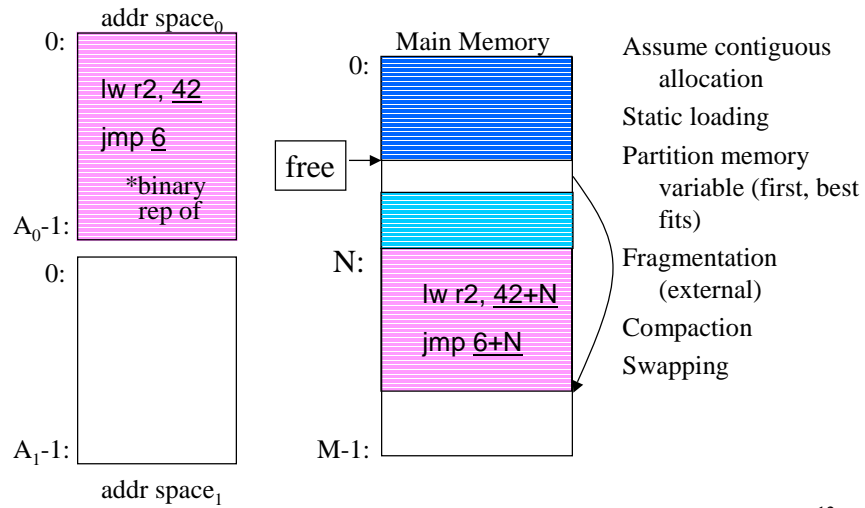 addr space0
0:
lw r2, 42
jmp 6
*binary
rep of
A0-1:
0:
A1-1:
addr space1
Main Memory
0:
free
N:
lw r2, 42+N
jmp 6+N
M-1:
Assume contiguous
allocation
Static loading
Partition memory
variable (first, best
fits)
Fragmentation
(external)
Compaction
Swapping